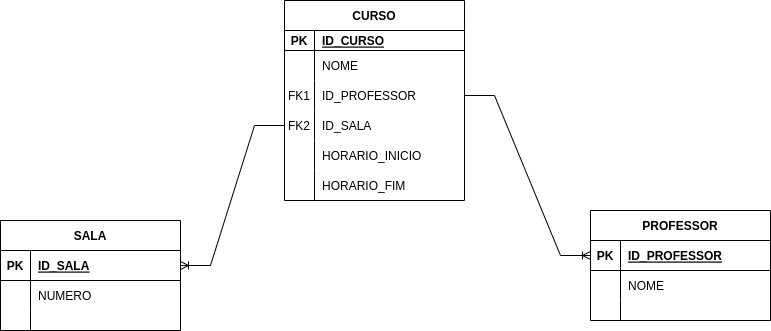 CURSO
PK ID_CURSO
NOME
FK1 ID_PROFESSOR
FK2 ID_SALA
HORARIO_INICIO
HORARIO_FIM
SALA
PK ID_SALA
NUMERO
PROFESSOR
PK ID_PROFESSOR
NOME